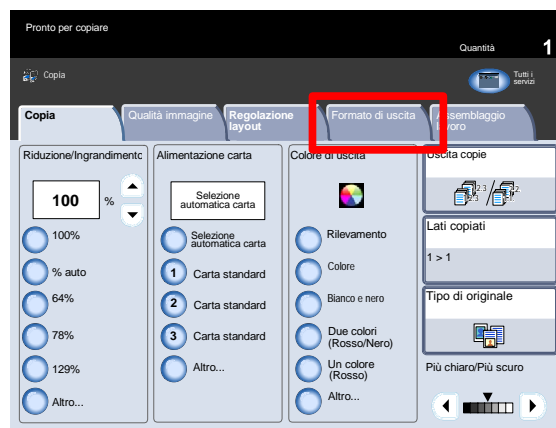 Pronto per copiare
Quantità
1
Copia
Tutti i
servizi
Copia
Qualità immagine
Regolazione
layout
Formato di uscita
Assemblaggio
lavoro
Riduzione/Ingrandimento
100
%
100%
% auto
64%
78%
129%
Altro...
Alimentazione carta
Selezione
automatica carta
Selezione
automatica carta
1 Carta standard
2 Carta standard
3 Carta standard
Altro...
Colore di uscita
Rilevamento
Colore
Bianco e nero
Due colori
(Rosso/Nero)
Un colore
(Rosso)
Altro...
Uscita copie
Lati copiati
1 > 1
Tipo di originale
Più chiaro/Più scuro